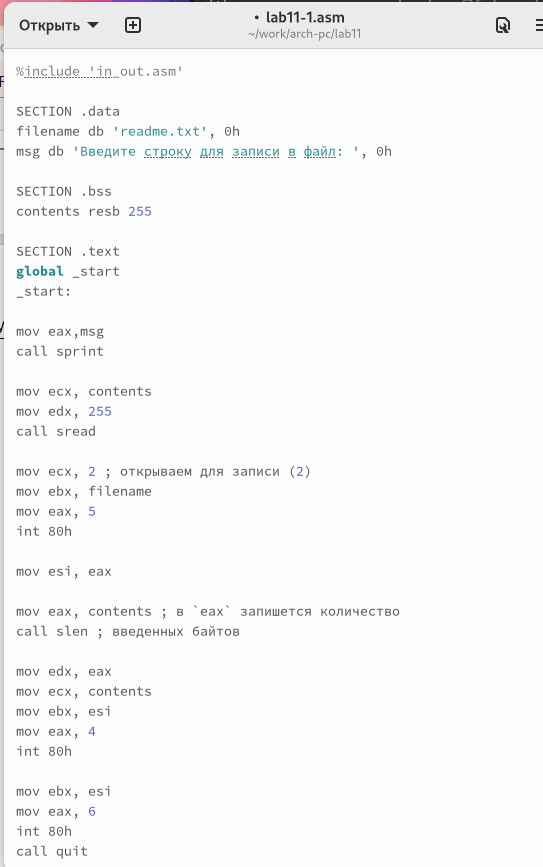 Открыть
• lab11-1.asm
~/work/arch-pc/lab11
%include 'in_out.asm'
SECTION .data
filename db 'readme.txt', 0h
msg db 'Введите строку для записи в файл: ', 0h
SECTION .bss
contents resb 255
SECTION .text
global _start
_start:
mov eax,msg
call sprint
mov ecx, contents
mov edx, 255
call sread
mov ecx, 2 ; открываем для записи (2)
mov ebx, filename
mov eax, 5
int 80h
mov esi, eax
mov eax, contents ; в `eax` запишется количество
call slen ; введенных байтов
mov edx, eax
mov ecx, contents
mov ebx, esi
mov eax, 4
int 80h
mov ebx, esi
mov eax, 6
int 80h
call quit